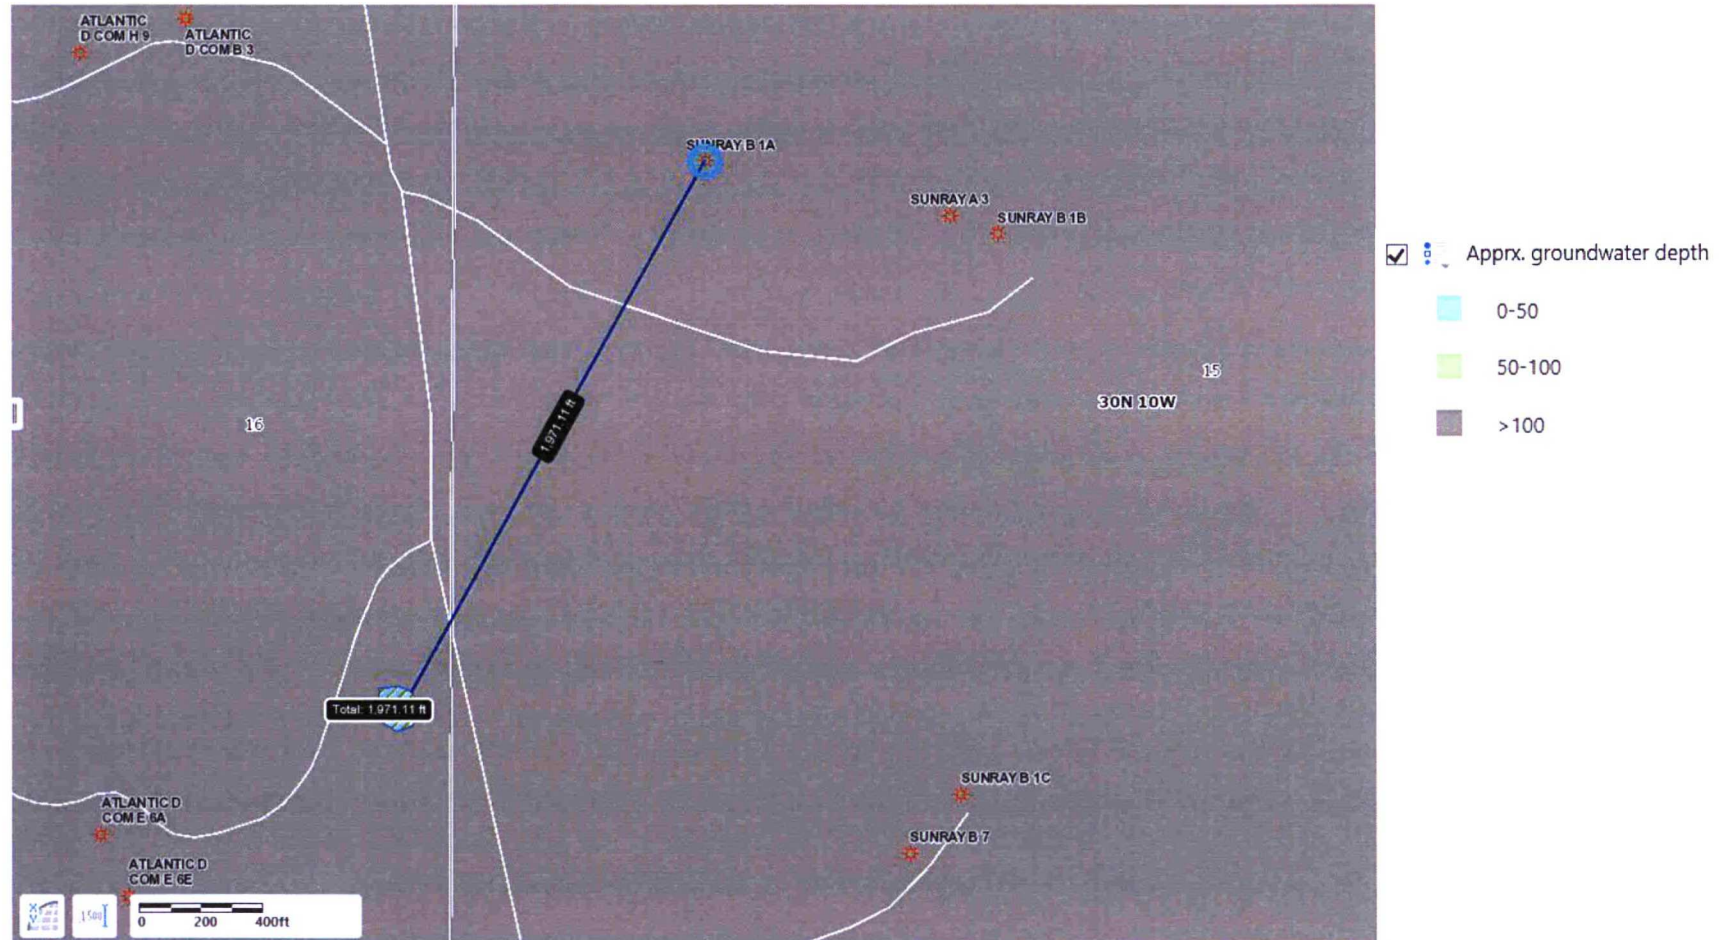 ATLANTIC
D COM H 9
ATLANTIC
D COM B 3
SUNRAY B 1A
SUNRAY A 3
SUNRAY B 1B
Apprx. groundwater depth
0-50
50-100
>100
15
30N 10W
16
1,971.11 ft
Total: 1,971.11 ft
SUNRAY B 1C
SUNRAY B 7
ATLANTIC D
COM E 6A
ATLANTIC D
COM E 6E
1500
0 200 400ft